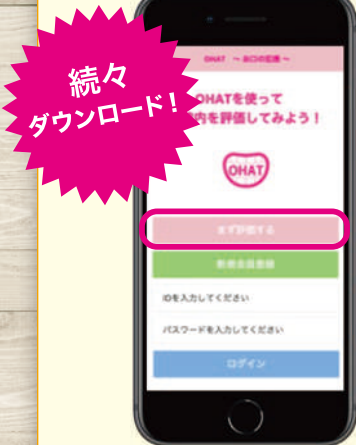 続々
ダウンロード!
OHAT ～お口の記録～
OHATを使って
内を評価してみよう!
OHAT
まず評価する
新規会員登録
IDを入力してください
パスワードを入力してください
ログイン